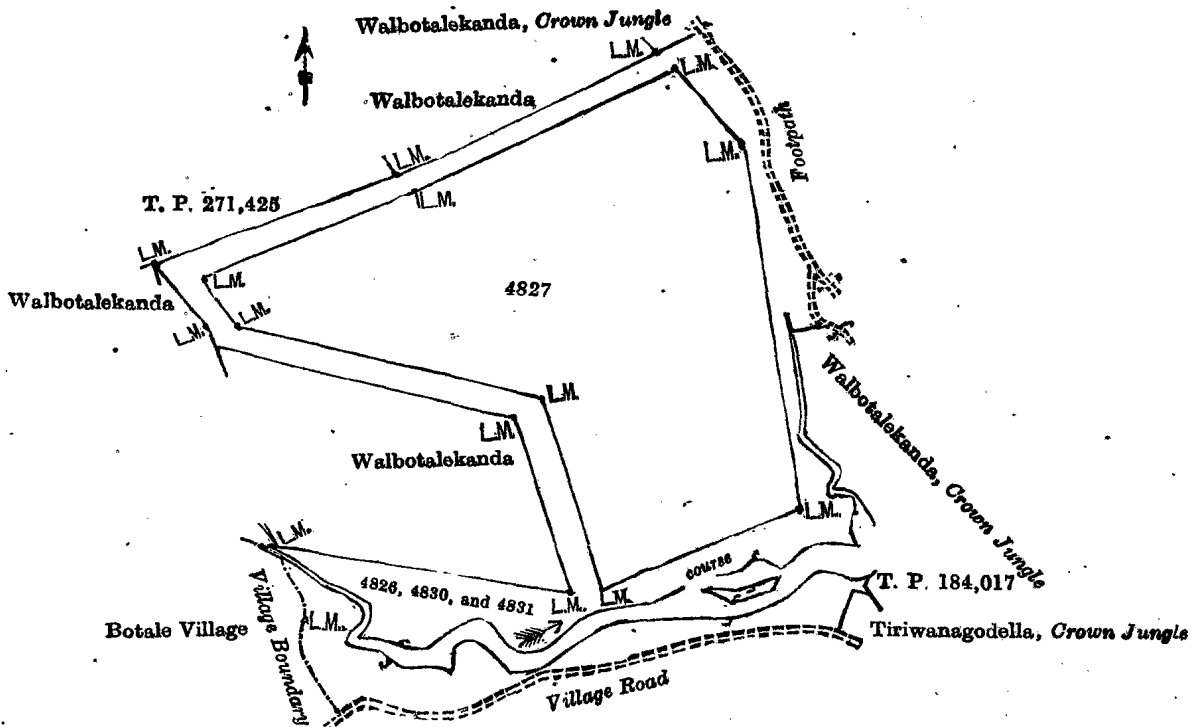 Walbotalekanda, Crown Jungle
L.M.
L.M.
Walbotalekanda
Footpath
L.M.
L.M.
L.M.
T. P. 271,425
L.M.
L.M.
4827
Walbotalekanda
L.M.
L.M.
Walbotalekanda, Crown Jungle
L.M.
L.M.
Walbotalekanda
L.M.
L.M.
COURSE
T. P. 184,017
4826, 4830, and 4831
L.M.
L.M.
Botale Village
Village Boundary
L.M.
Tiriwanagodella, Crown Jungle
Village Road